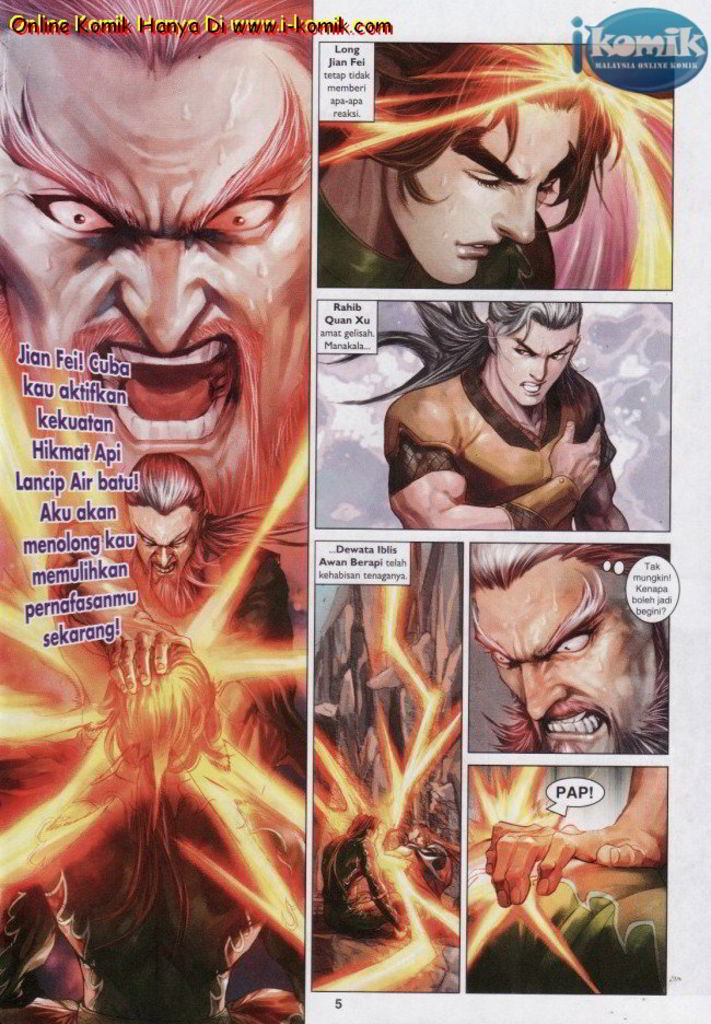 Online Komik Hanya Di www.i-komik.com
ikomik
MALAYSIA ONLINE KOMIK
Jian Fei! Cuba
kau aktifkan
kekuatan
Hikmat Api
Lancip Air batu!
Aku akan
menolong kau
memulihkan
pernafasanmu
sekarang!
Long
Jian Fei
tetap tidak
memberi
apa-apa
reaksi.
Rahib
Quan Xu
amat gelisah.
Manakala...
...Dewata Iblis
Awan Berapi telah
kehabisan tenaganya.
Tak
mungkin!
Kenapa
boleh jadi
begini?
PAP!
5